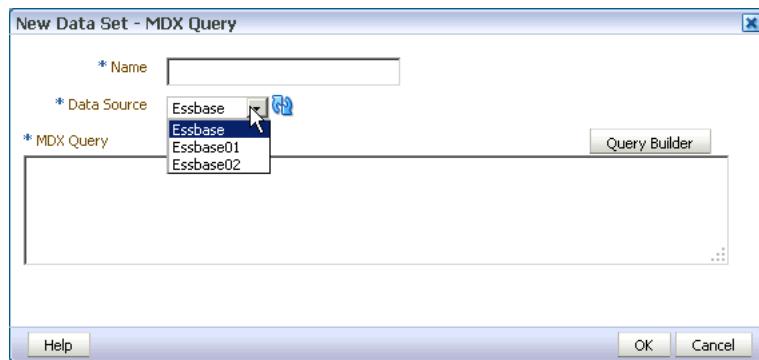 New Data Set - MDX Query
* Name
* Data Source Essbase
Essbase
Essbase01
Essbase02
* MDX Query Query Builder
Help OK Cancel